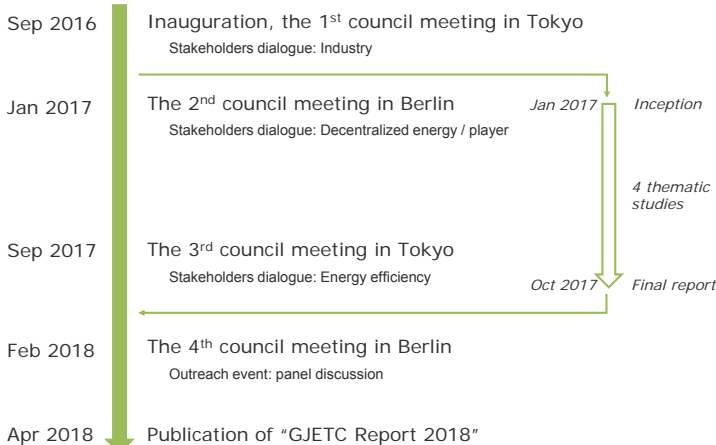 Sep 2016 Inauguration, the 1st council meeting in Tokyo
Stakeholders dialogue: Industry
Jan 2017 The 2nd council meeting in Berlin Jan 2017 Inception
Stakeholders dialogue: Decentralized energy / player
4 thematic
studies
Sep 2017 The 3rd council meeting in Tokyo
Stakeholders dialogue: Energy efficiency
Oct 2017 Final report
Feb 2018 The 4th council meeting in Berlin
Outreach event: panel discussion
Apr 2018 Publication of “GJETC Report 2018”